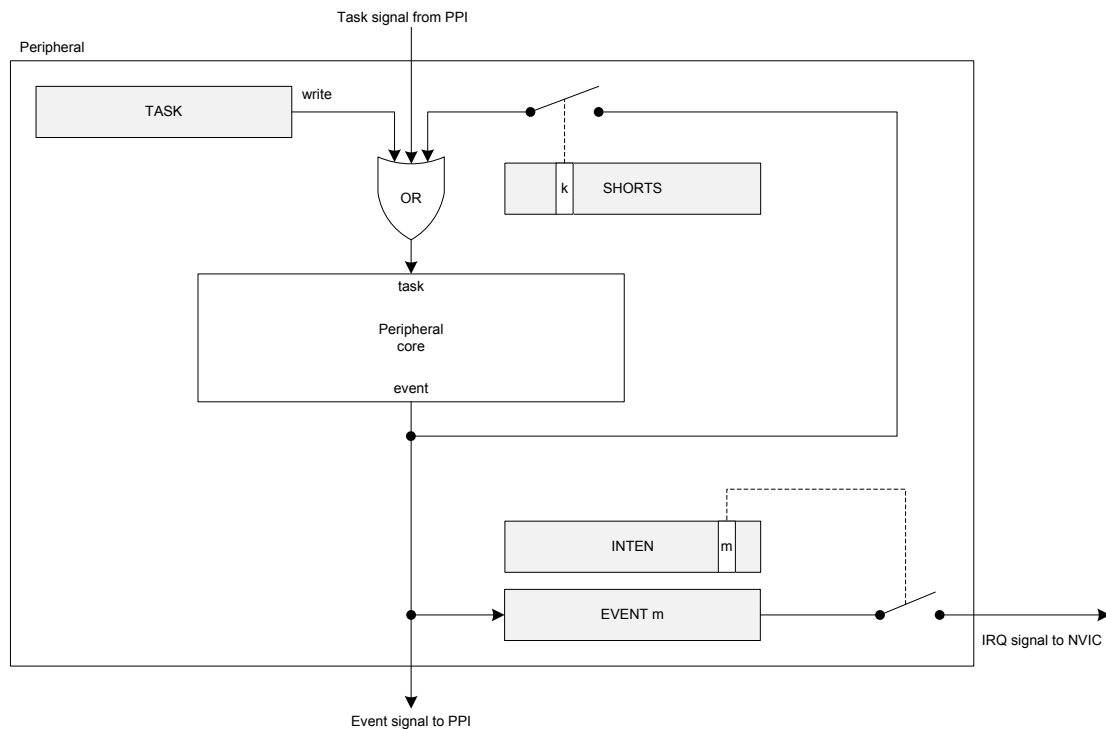 Task signal from PPI
Peripheral
write
TASK
OR
k
SHORTS
task
Peripheral
core
event
INTEN
m
EVENT m
IRQ signal to NVIC
Event signal to PPI